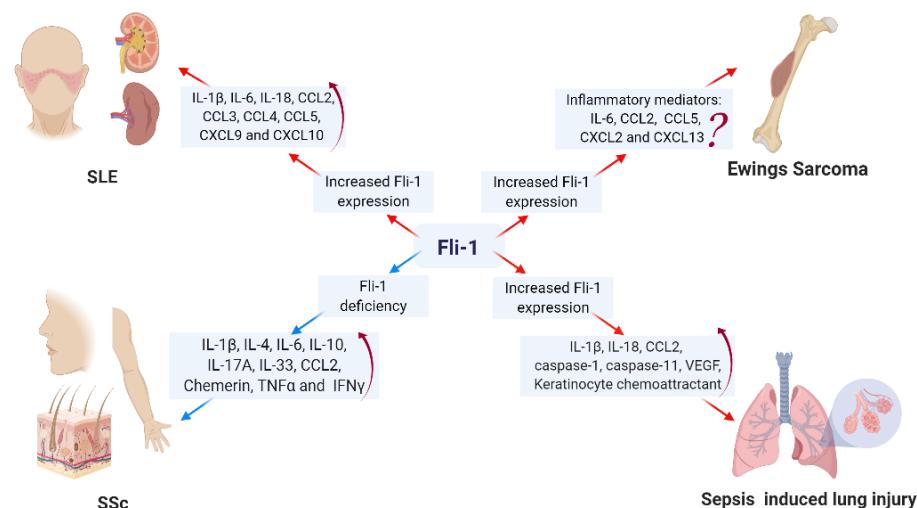 IL-1β, IL-6, IL-18, CCL2,
CCL3, CCL4, CCL5,
CXCL9 and CXCL10
SLE
Increased Fli-1
expression
Inflammatory mediators:
IL-6, CCL2, CCL5,
CXCL2 and CXCL13
?
Ewings Sarcoma
Increased Fli-1
expression
Fli-1
Fli-1
deficiency
IL-1β, IL-4, IL-6, IL-10,
IL-17A, IL-33, CCL2,
Chemerin, TNFα and IFNγ
SSc
Increased Fli-1
expression
IL-1β, IL-18, CCL2,
caspase-1, caspase-11, VEGF,
Keratinocyte chemoattractant
Sepsis induced lung injury